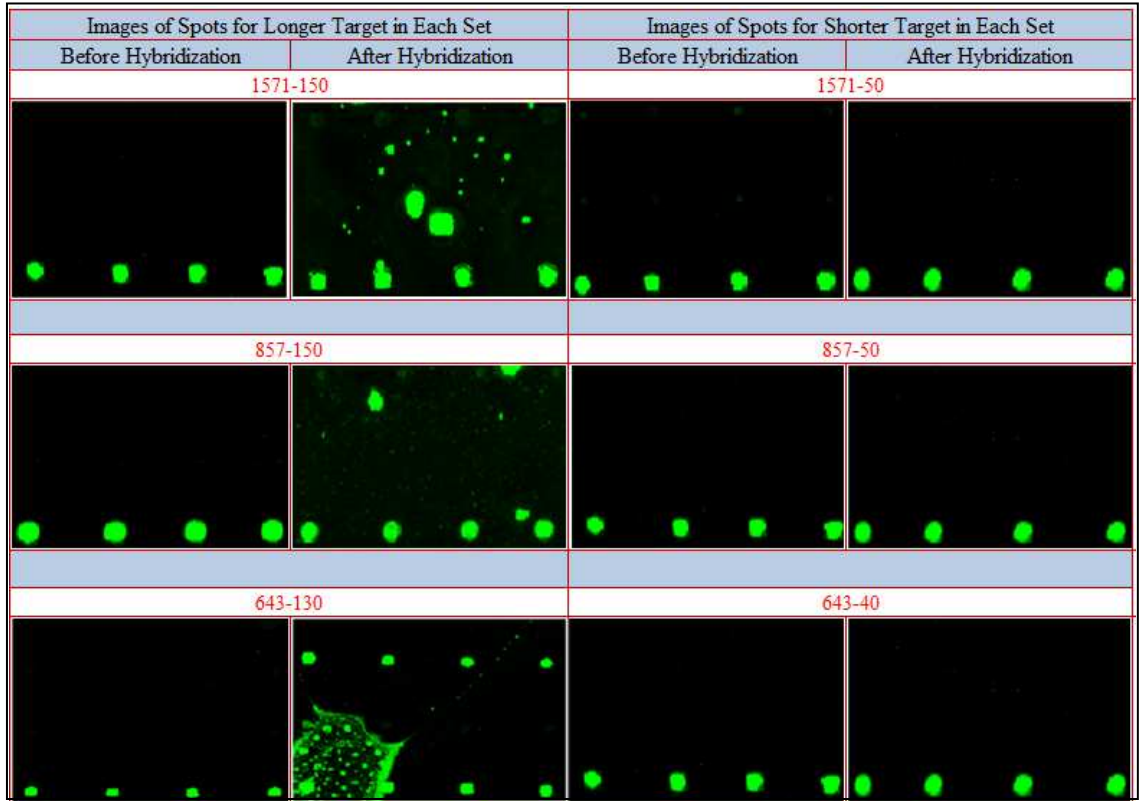 Images of Spots for Longer Target in Each Set Images of Spots for Shorter Target in Each Set
Before Hybridization After Hybridization Before Hybridization After Hybridization
1571-150 1571-50
857-150 857-50
643-130 643-40